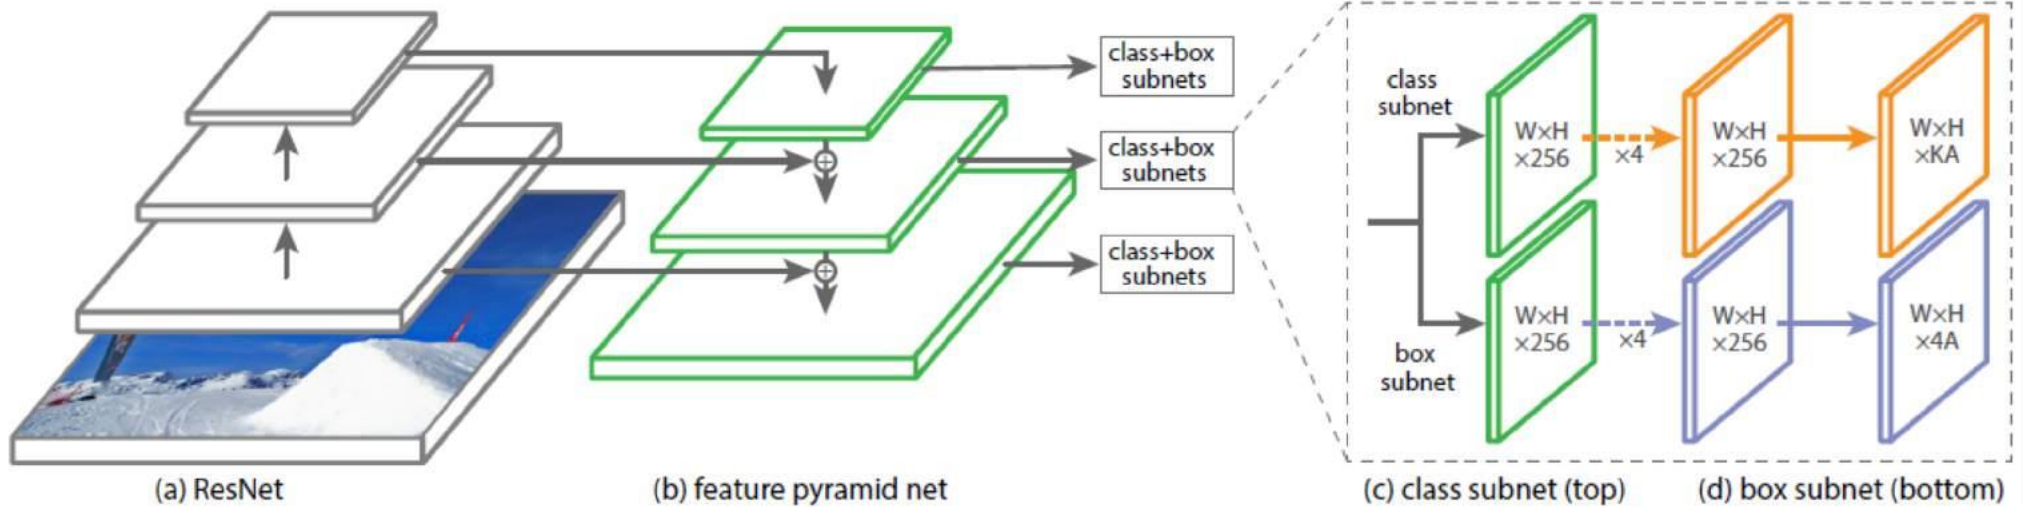 class+box
subnets
class+box
subnets
class+box
subnets
class
subnet
W×H
×256
×4
W×H
×256
W×H
×KA
box
subnet
W×H
×256
×4
W×H
×256
W×H
×4A
(a) ResNet
(b) feature pyramid net
(c) class subnet (top)
(d) box subnet (bottom)